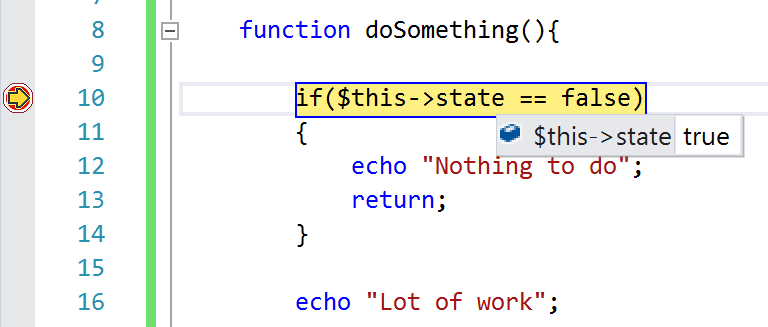 8 function doSomething(){
9
10 if($this->state == false)
$this->state true
11 {
12 echo "Nothing to do";
13 return;
14 }
15
16 echo "Lot of work";